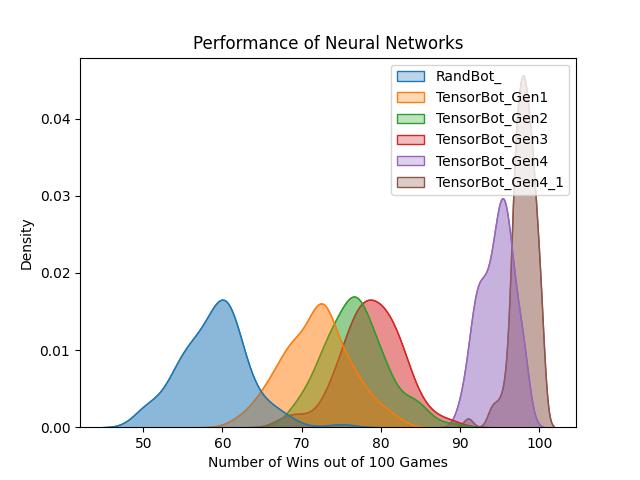 Performance of Neural Networks
RandBot_
TensorBot_Gen1
TensorBot_Gen2
TensorBot_Gen3
TensorBot_Gen4
TensorBot_Gen4_1
Density
0.04
0.03
0.02
0.01
0.00
50 60 70 80 90 100
Number of Wins out of 100 Games